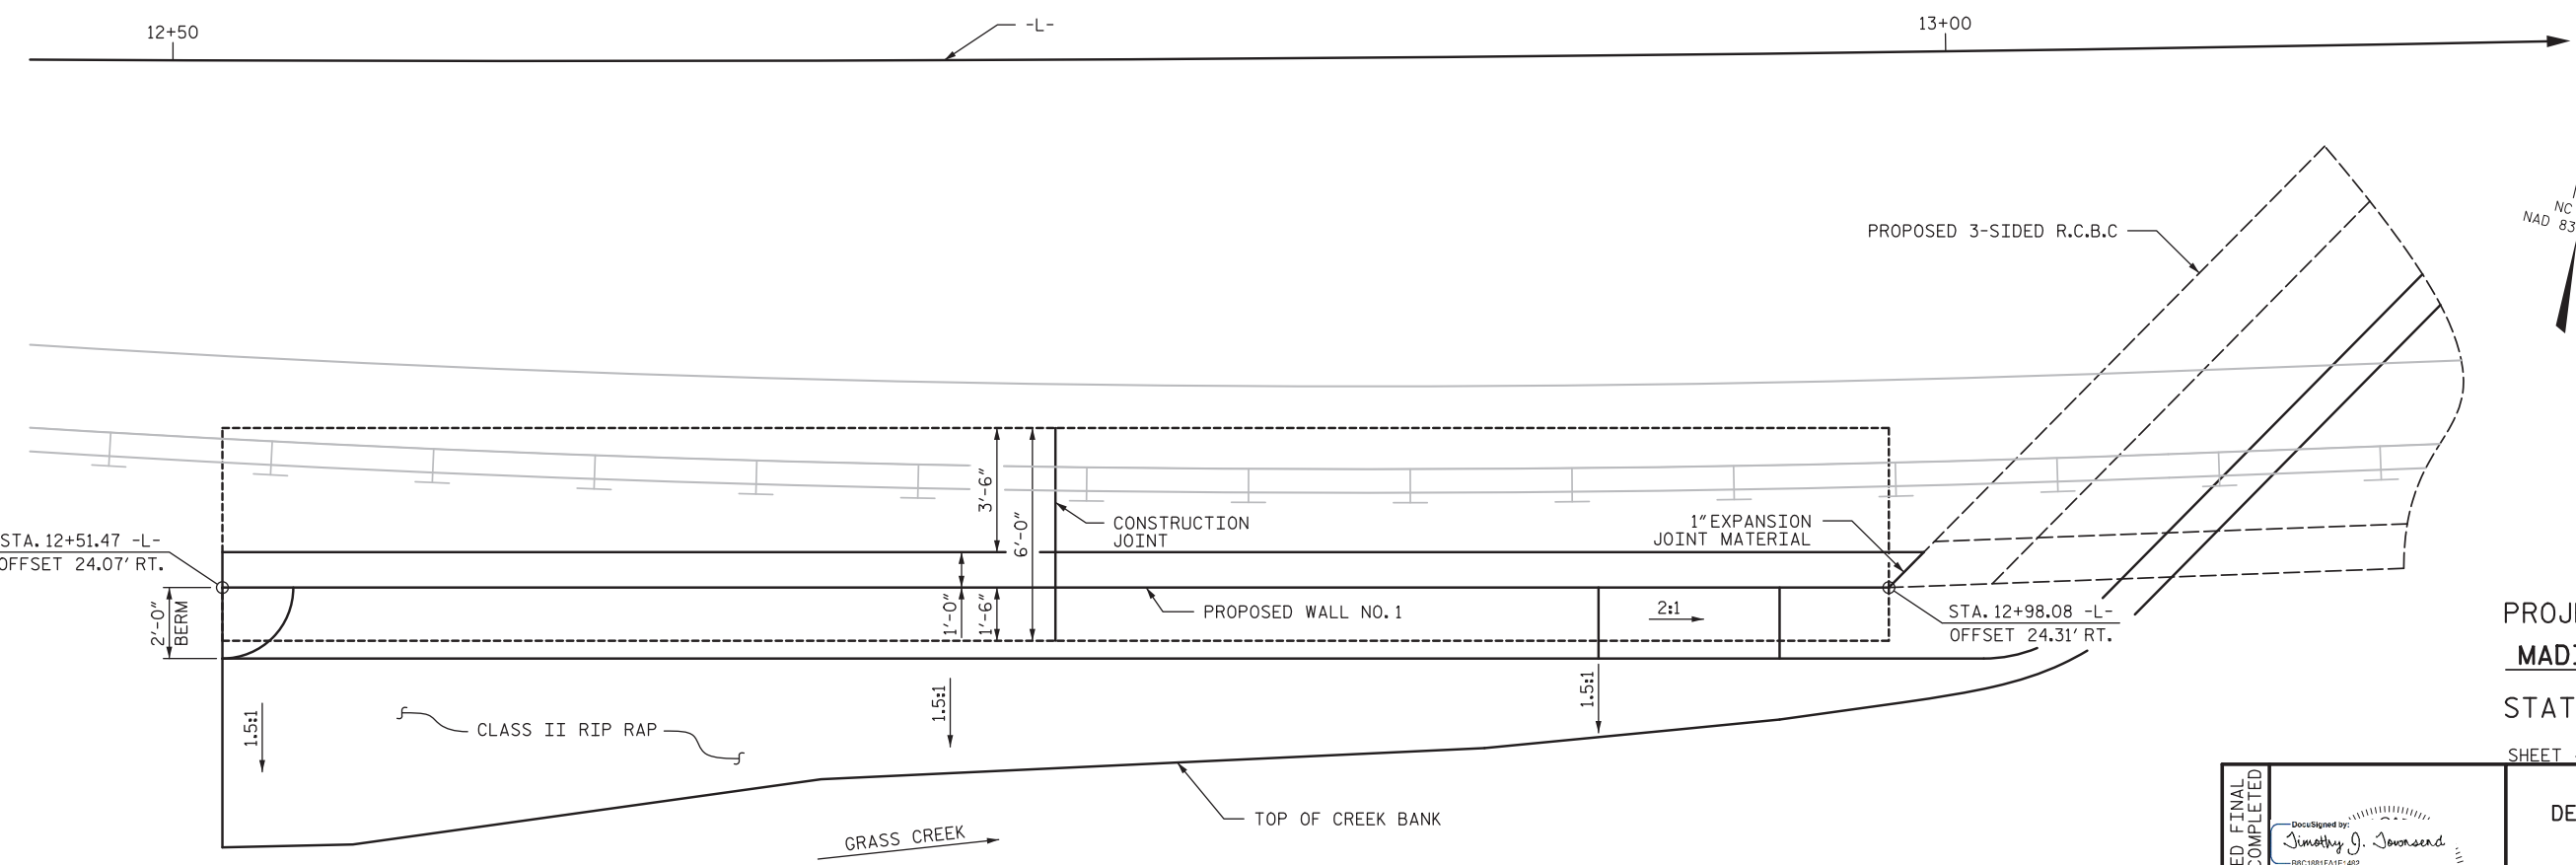 12+50
-L-
13+00
PROPOSED 3-SIDED R.C.B.C
NC
NAD 83
3'-6"
6'-0"
CONSTRUCTION
JOINT
1" EXPANSION
JOINT MATERIAL
STA. 12+51.47 -L-
OFFSET 24.07' RT.
2'-0"
BERM
1'-0"
1'-6"
PROPOSED WALL NO. 1
2:1
STA. 12+98.08 -L-
OFFSET 24.31' RT.
1.5:1
1.5:1
1.5:1
CLASS II RIP RAP
TOP OF CREEK BANK
GRASS CREEK
SHEET
DocuSigned by:
Timothy J. Townsend
ED FINAL
COMPLETED